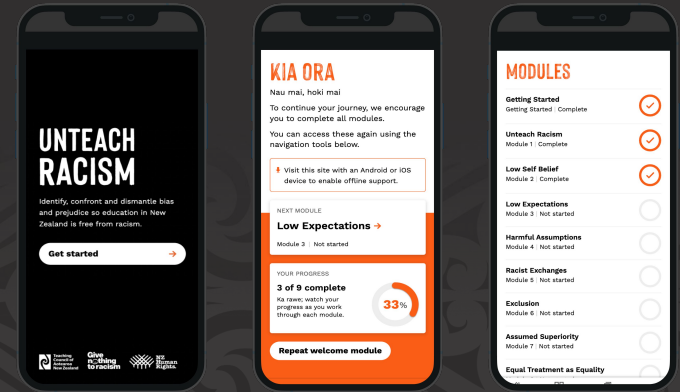 UNTEACH
RACISM
Identify, confront and dismantle bias
and prejudice so education in New
Zealand is free from racism.
Get started →
Teaching
Council of
Aotearoa
New Zealand
Give
nothing
to racism
NZ
Human
Rights.
KIA ORA
Nau mai, hoki mai
To continue your journey, we encourage
you to complete all modules.
You can access these again using the
navigation tools below.
Visit this site with an Android or iOS
device to enable offline support.
NEXT MODULE
Low Expectations →
Module 3 | Not started
YOUR PROGRESS
3 of 9 complete
Ka rawe; watch your
progress as you work
through each module.
33%
Repeat welcome module
MODULES
Getting Started
Getting Started | Complete
Unteach Racism
Module 1 | Complete
Low Self Belief
Module 2 | Complete
Low Expectations
Module 3 | Not started
Harmful Assumptions
Module 4 | Not started
Racist Exchanges
Module 5 | Not started
Exclusion
Module 6 | Not started
Assumed Superiority
Module 7 | Not started
Equal Treatment as Equality